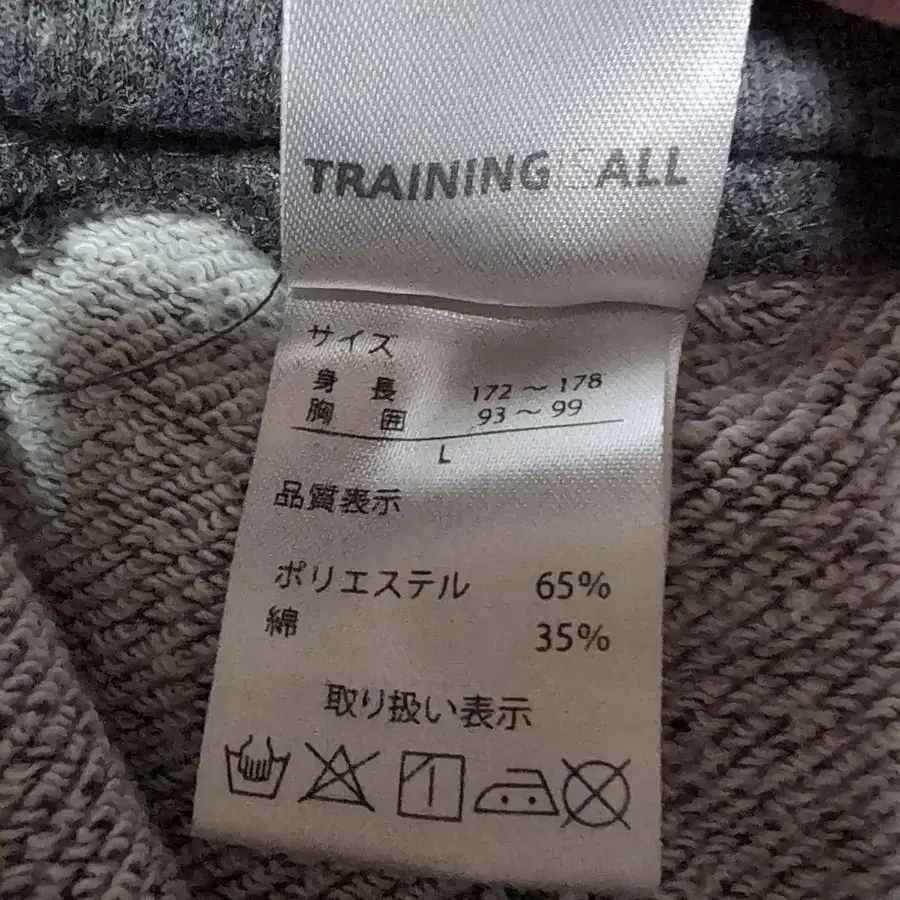 TRAINING IS ALL
サイズ
身長 172～178
胸囲 93～99
L
品質表示
ポリエステル 65%
綿 35%
取り扱い表示